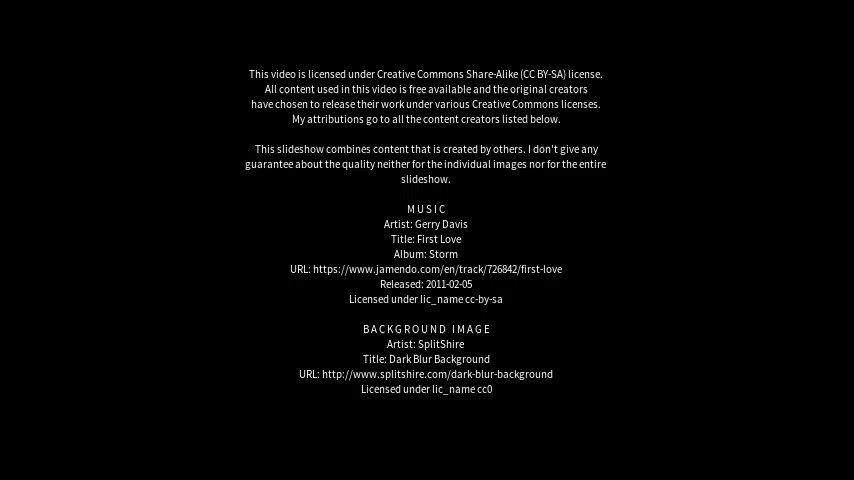 This video is licensed under Creative Commons Share-Alike (CC BY-SA) license.
All content used in this video is free available and the original creators
have chosen to release their work under various Creative Commons licenses.
My attributions go to all the content creators listed below.
This slideshow combines content that is created by others. I don't give any
guarantee about the quality neither for the individual images nor for the entire
slideshow.
MUSIC
Artist: Gerry Davis
Title: First Love
Album: Storm
URL: https://www.jamendo.com/en/track/726842/first-love
Released: 2011-02-05
Licensed under lic_name cc-by-sa
BACKGROUND IMAGE
Artist: SplitShire
Title: Dark Blur Background
URL: http://www.splitshire.com/dark-blur-background
Licensed under lic_name cc0